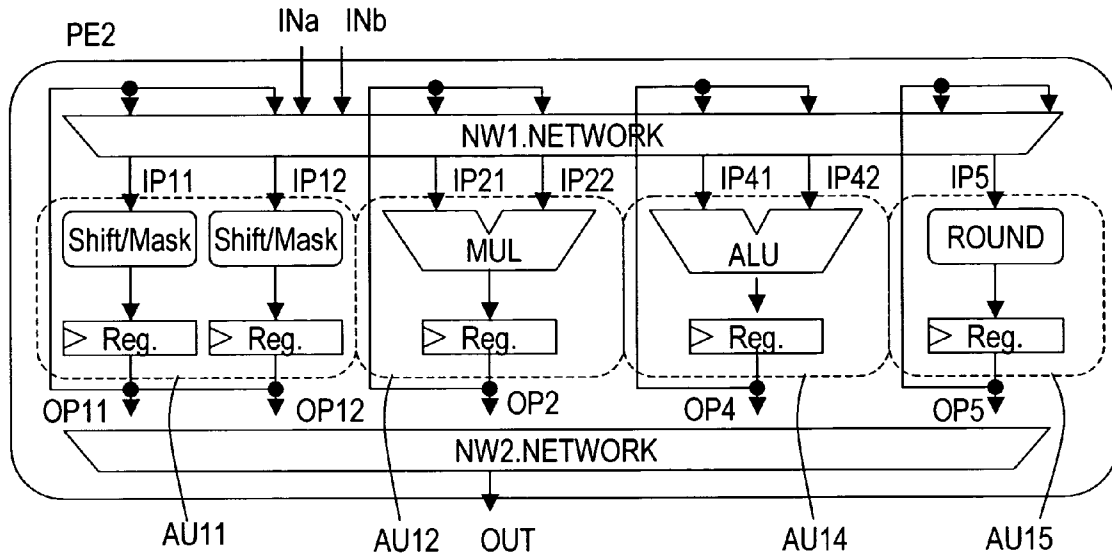 INa INb
PE2
NW1.NETWORK
IP11 IP12 IP21 IP22 IP41 IP42 IP5
Shift/Mask Shift/Mask MUL ALU ROUND
Reg. Reg. Reg. Reg. Reg.
OP11 OP12 OP2 OP4 OP5
NW2.NETWORK
AU11 AU12 OUT AU14 AU15